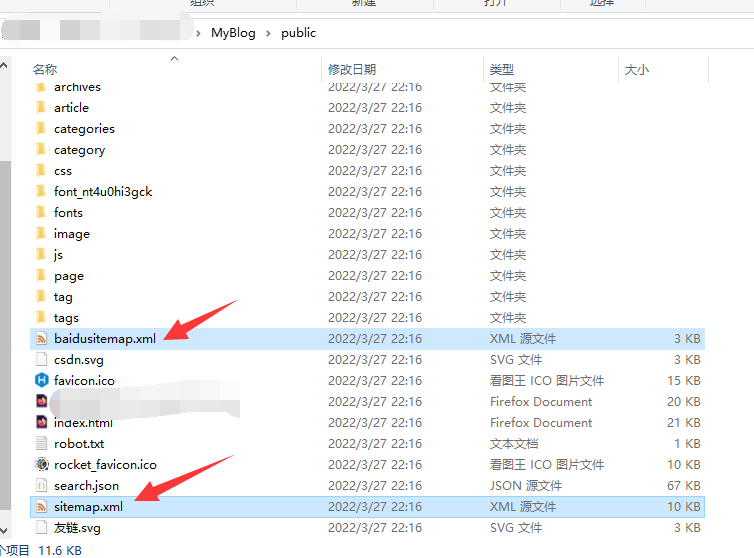 组织 新建 打开 选择
› MyBlog › public
名称 修改日期 类型 大小
archives 2022/3/27 22:16 文件夹
article 2022/3/27 22:16 文件夹
categories 2022/3/27 22:16 文件夹
category 2022/3/27 22:16 文件夹
css 2022/3/27 22:16 文件夹
font_nt4u0hi3gck 2022/3/27 22:16 文件夹
fonts 2022/3/27 22:16 文件夹
image 2022/3/27 22:16 文件夹
js 2022/3/27 22:16 文件夹
page 2022/3/27 22:16 文件夹
tag 2022/3/27 22:16 文件夹
tags 2022/3/27 22:16 文件夹
baidusitemap.xml 2022/3/27 22:16 XML 源文件 3 KB
csdn.svg 2022/3/27 22:16 SVG 文件 3 KB
favicon.ico 2022/3/27 22:16 看图王 ICO 图片文件 15 KB
2022/3/27 22:16 Firefox Document 20 KB
index.html 2022/3/27 22:16 Firefox Document 21 KB
robot.txt 2022/3/27 22:16 文本文档 1 KB
rocket_favicon.ico 2022/3/27 22:16 看图王 ICO 图片文件 10 KB
search.json 2022/3/27 22:16 JSON 源文件 67 KB
sitemap.xml 2022/3/27 22:16 XML 源文件 10 KB
友链.svg 2022/3/27 22:16 SVG 文件 3 KB
个项目 11.6 KB